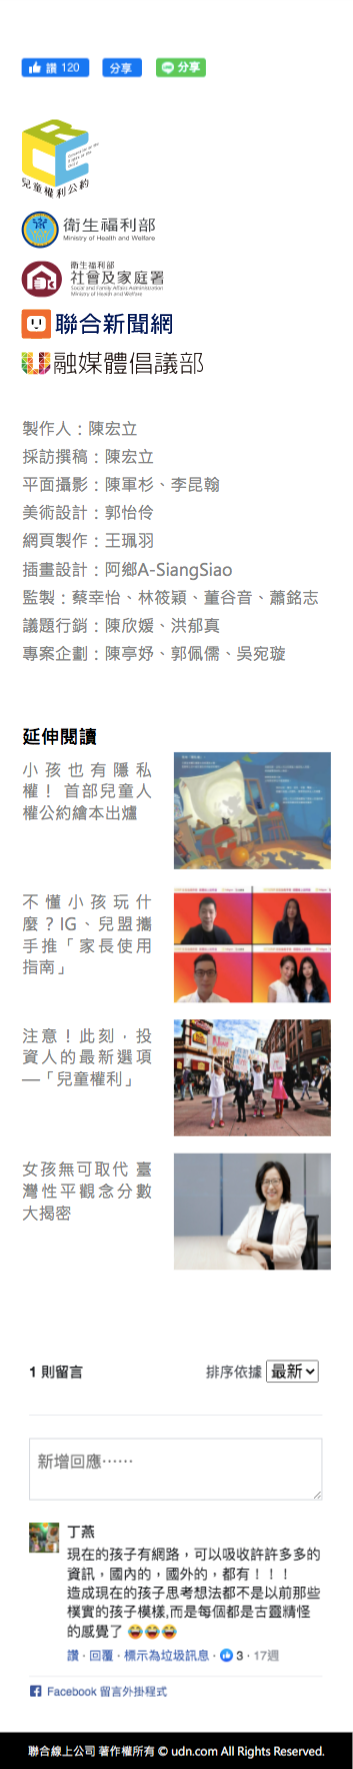 讚 120
分享
分享
兒童權利公約
衛生福利部
Ministry of Health and Welfare
衛生福利部
社會及家庭署
Social and Family Affairs Administration
Ministry of Health and Welfare
聯合新聞網
融媒體倡議部
製作人：陳宏立
採訪撰稿：陳宏立
平面攝影：陳軍杉、李昆翰
美術設計：郭怡伶
網頁製作：王珮羽
插畫設計：阿鄉A-SiangSiao
監製：蔡幸怡、林筱穎、董谷音、蕭銘志
議題行銷：陳欣媛、洪郁真
專案企劃：陳亭妤、郭佩儒、吳宛璇
延伸閱讀
小孩也有隱私
權！ 首部兒童人
權公約繪本出爐
不懂小孩玩什
麼？IG、兒盟攜
手推「家長使用
指南」
注意！此刻，投
資人的最新選項
—「兒童權利」
女孩無可取代 臺
灣性平觀念分數
大揭密
1 則留言
排序依據 最新
新增回應……
丁燕
現在的孩子有網路，可以吸收許許多多的
資訊，國內的，國外的，都有！！！
造成現在的孩子思考想法都不是以前那些
樸實的孩子模樣,而是每個都是古靈精怪
的感覺了 😂😂😂
讚 · 回覆 · 標示為垃圾訊息 · 3 · 17週
Facebook 留言外掛程式
聯合線上公司 著作權所有 © udn.com All Rights Reserved.